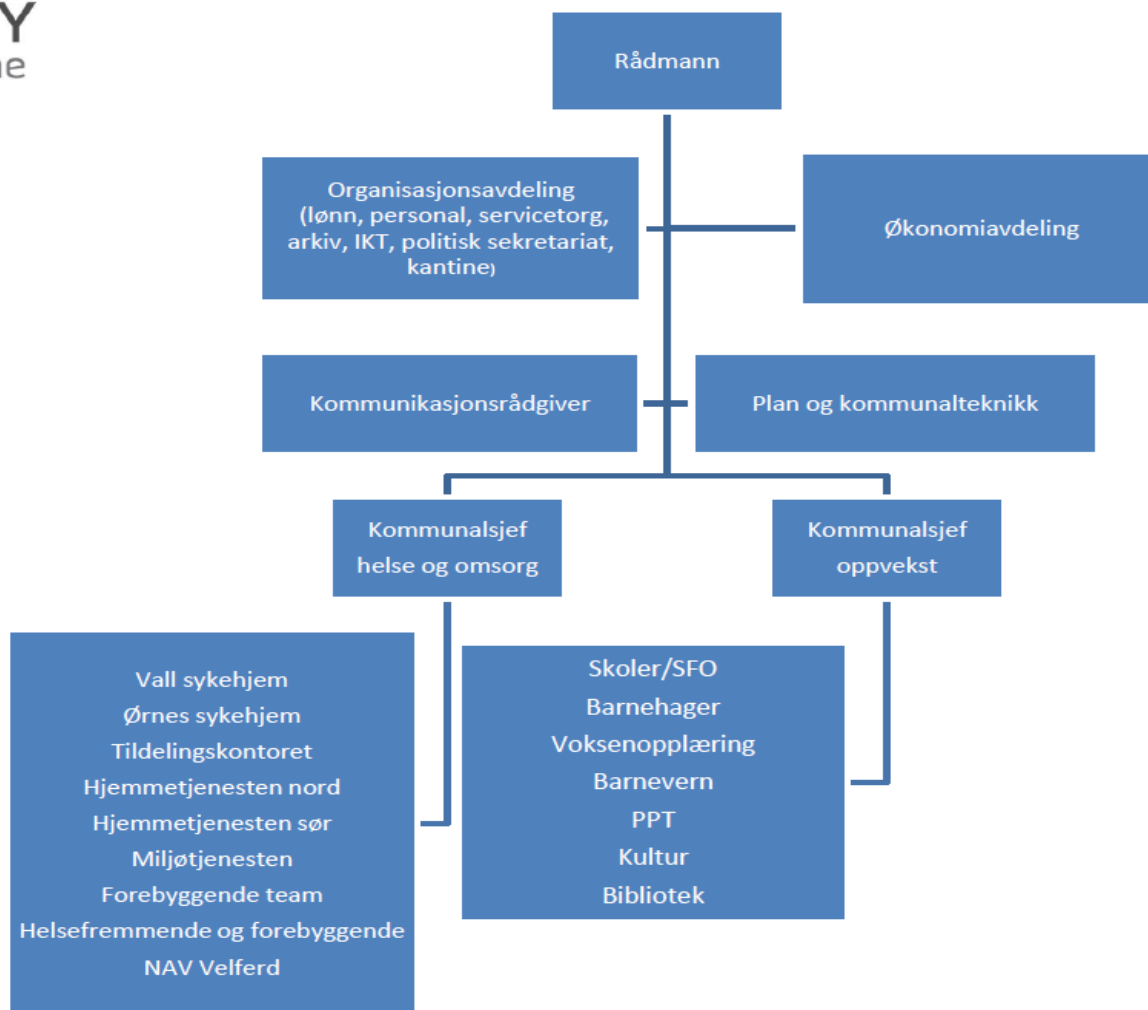 Y
ne
Rådmann
Organisasjonsavdeling
(lønn, personal, servicetorg,
arkiv, IKT, politisk sekretariat,
kantine)
Økonomiavdeling
Kommunikasjonsrådgiver
Plan og kommunalteknikk
Kommunalsjef
helse og omsorg
Kommunalsjef
oppvekst
Vall sykehjem
Ørnes sykehjem
Tildelingskontoret
Hjemmetjenesten nord
Hjemmetjenesten sør
Miljøtjenesten
Forebyggende team
Helsefremmende og forebyggende
NAV Velferd
Skoler/SFO
Barnehager
Voksenopplæring
Barnevern
PPT
Kultur
Bibliotek